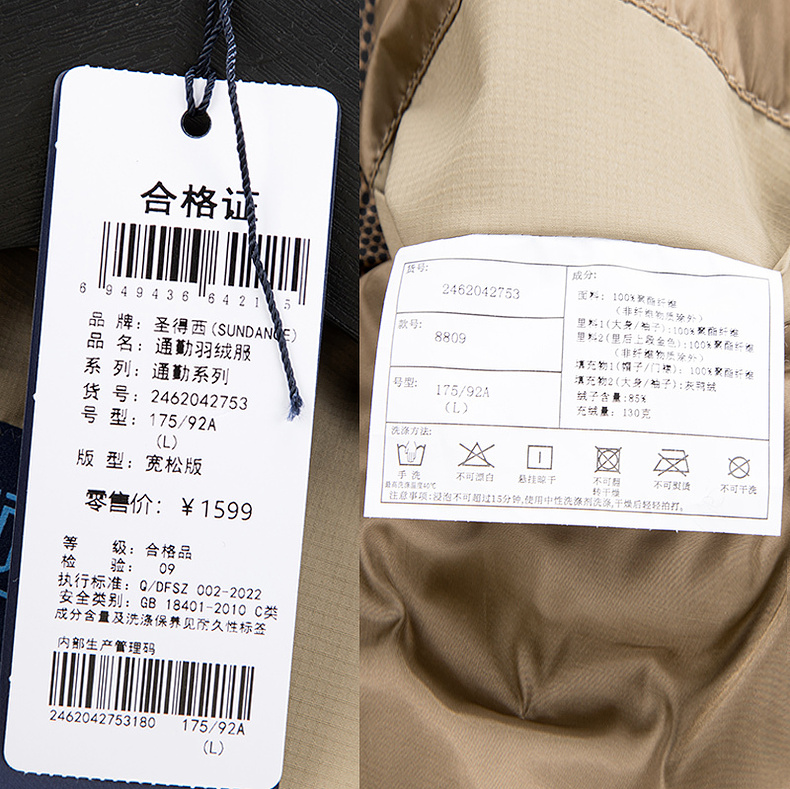 合格证
6 949436 642115
品 牌: 圣得西(SUNDANCE)
品 名: 通勤羽绒服
系 列: 通勤系列
货 号: 2462042753
号 型: 175/92A
(L)
版 型: 宽松版
零售价: ¥1599
等 级: 合格品
检 验: 09
执行标准: Q/DFSZ 002-2022
安全类别: GB 18401-2010 C类
成分含量及洗涤保养见耐久性标签
内部生产管理码
2462042753180 175/92A
(L)
货号:
2462042753
款号:
8809
号型:
175/92A
(L)
成分:
面料: 100%聚酯纤维
(非纤维物质除外)
里料1(大身/袖子):100%聚酯纤维
里料2(里后上段金色):100%聚酯纤维
(非纤维物质除外)
填充物1(帽子/门襟):100%聚酯纤维
填充物2(大身/袖子):灰鸭绒
绒子含量:85%
充绒量: 130克
洗涤方法:
手洗
最高洗涤温度40℃
不可漂白
悬挂晾干
不可
转干燥
不可熨烫
不可干洗
注意事项: 浸泡不可超过15分钟,使用中性洗涤剂洗涤,干燥后轻轻拍打。